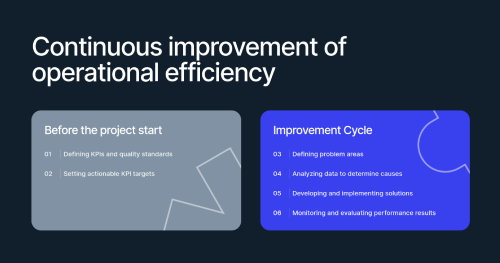 Continuous improvement of
operational efficiency
Before the project start
01 Defining KPIs and quality standards
02 Setting actionable KPI targets
Improvement Cycle
03 Defining problem areas
04 Analyzing data to determine causes
05 Developing and implementing solutions
06 Monitoring and evaluating performance results